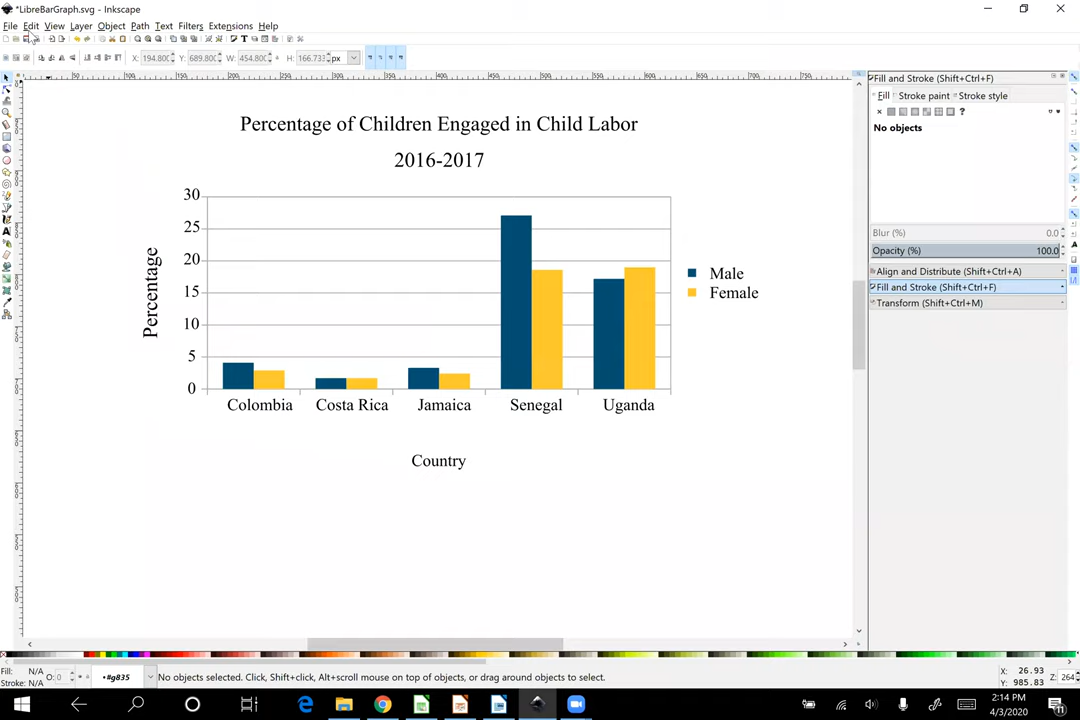 *LibreBarGraph.svg - Inkscape
File Edit View Layer Object Path Text Filters Extensions Help
X: 194.800 Y: 689.800 W: 454.800 H: 166.733 px
Fill and Stroke (Shift+Ctrl+F)
Fill Stroke paint Stroke style
?
No objects
Blur (%) 0.0
Opacity (%) 100.0
Align and Distribute (Shift+Ctrl+A)
Fill and Stroke (Shift+Ctrl+F)
Transform (Shift+Ctrl+M)
Percentage of Children Engaged in Child Labor
2016-2017
Percentage
30
25
20
15
10
5
0
Male
Female
Colombia Costa Rica Jamaica Senegal Uganda
Country
Fill: N/A
Stroke: N/A
O: 0
•#g835
No objects selected. Click, Shift+click, Alt+scroll mouse on top of objects, or drag around objects to select.
X: 26.93
Y: 985.83
Z: 264
2:14 PM
4/3/2020